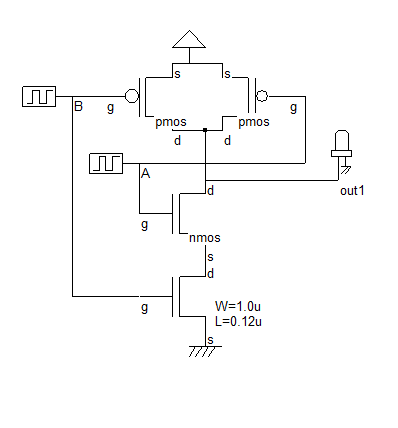 s s
B g g
pmos pmos
d d
A
d out1
g
nmos
s
d
g W=1.0u
L=0.12u
s